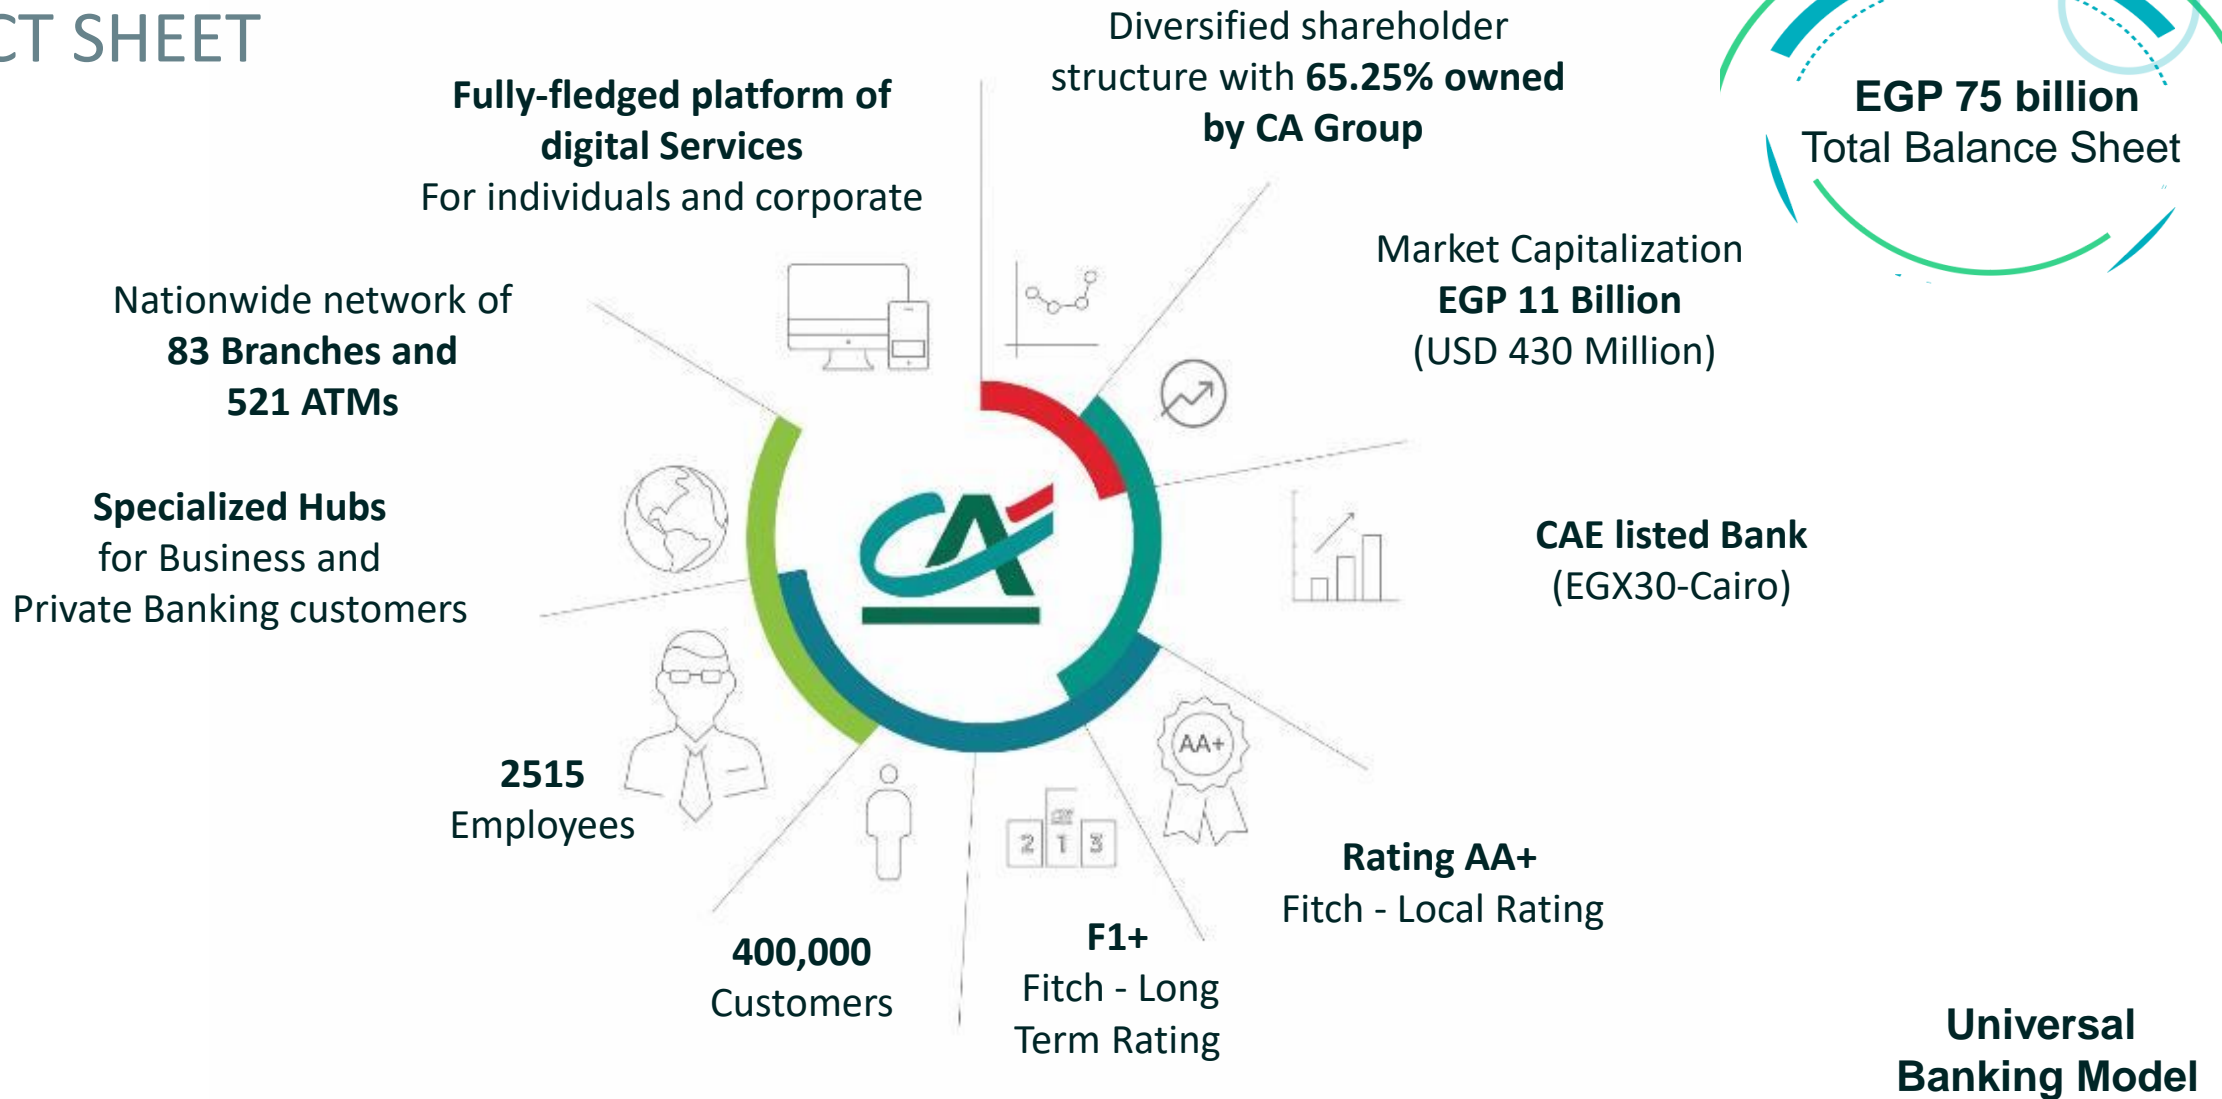 CT SHEET
Diversified shareholder
structure with 65.25% owned
by CA Group
EGP 75 billion
Total Balance Sheet
Fully-fledged platform of
digital Services
For individuals and corporate
Market Capitalization
EGP 11 Billion
(USD 430 Million)
Nationwide network of
83 Branches and
521 ATMs
CA
Specialized Hubs
for Business and
Private Banking customers
CAE listed Bank
(EGX30-Cairo)
AA+
2515
Employees
2 1 3
Rating AA+
Fitch - Local Rating
400,000
Customers
F1+
Fitch - Long
Term Rating
Universal
Banking Model